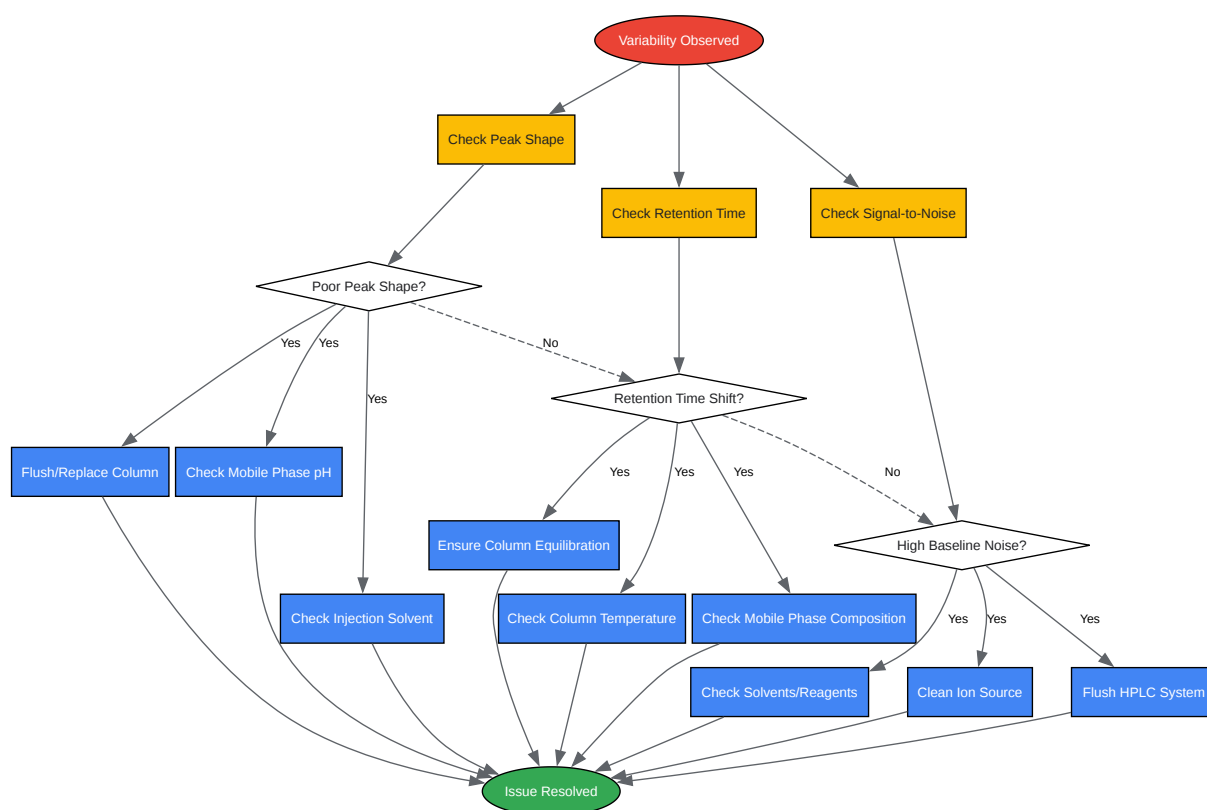 Variability Observed
Check Peak Shape
Check Retention Time
Check Signal-to-Noise
Poor Peak Shape?
Yes
Yes
No
Yes
Retention Time Shift?
Flush/Replace Column
Check Mobile Phase pH
Yes
Yes
Yes
No
Ensure Column Equilibration
High Baseline Noise?
Check Injection Solvent
Check Column Temperature
Check Mobile Phase Composition
Yes
Yes
Yes
Check Solvents/Reagents
Clean Ion Source
Flush HPLC System
Issue Resolved